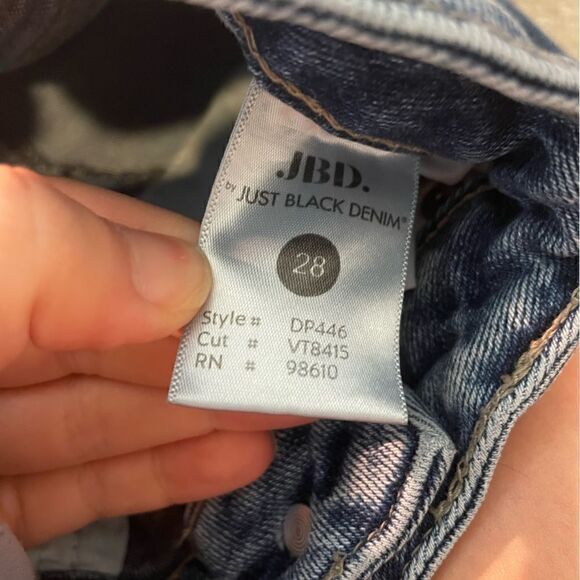 JBD.
by JUST BLACK DENIM®
28
Style # DP446
Cut # VT8415
RN # 98610